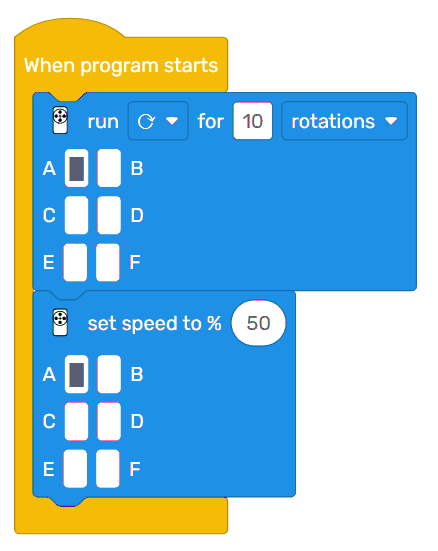 When program starts
run for 10 rotations
A B
C D
E F
set speed to % 50
A B
C D
E F